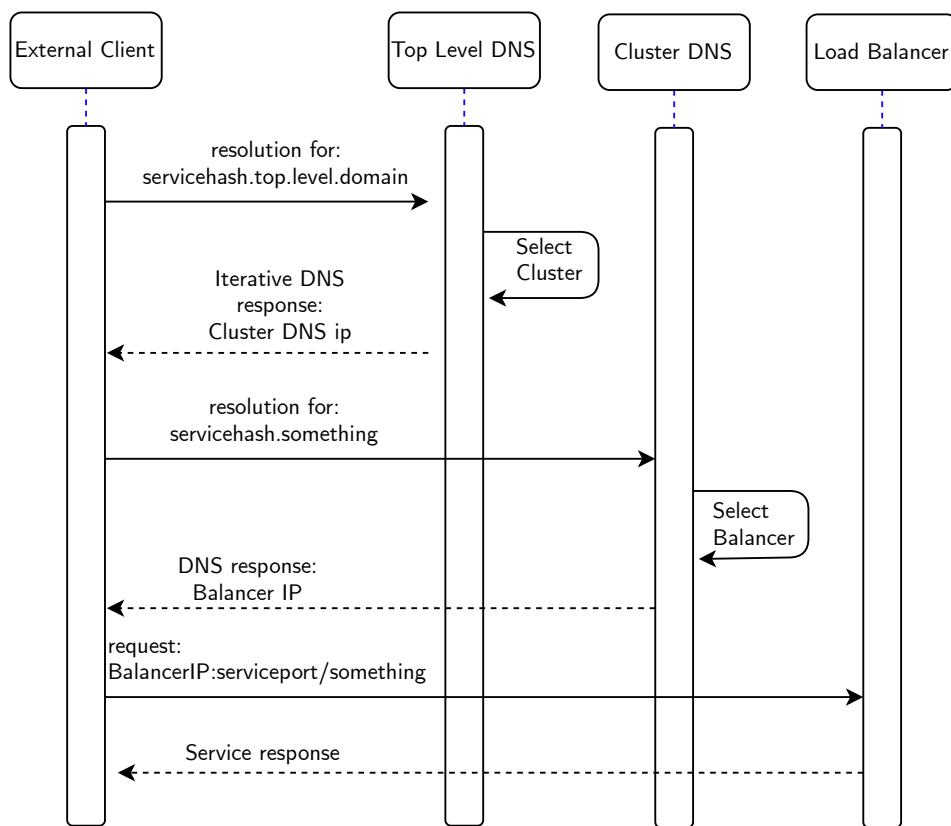 External Client
Top Level DNS
Cluster DNS
Load Balancer
resolution for:
servicehash.top.level.domain
Select
Cluster
Iterative DNS
response:
Cluster DNS ip
resolution for:
servicehash.something
Select
Balancer
DNS response:
Balancer IP
request:
BalancerIP:serviceport/something
Service response